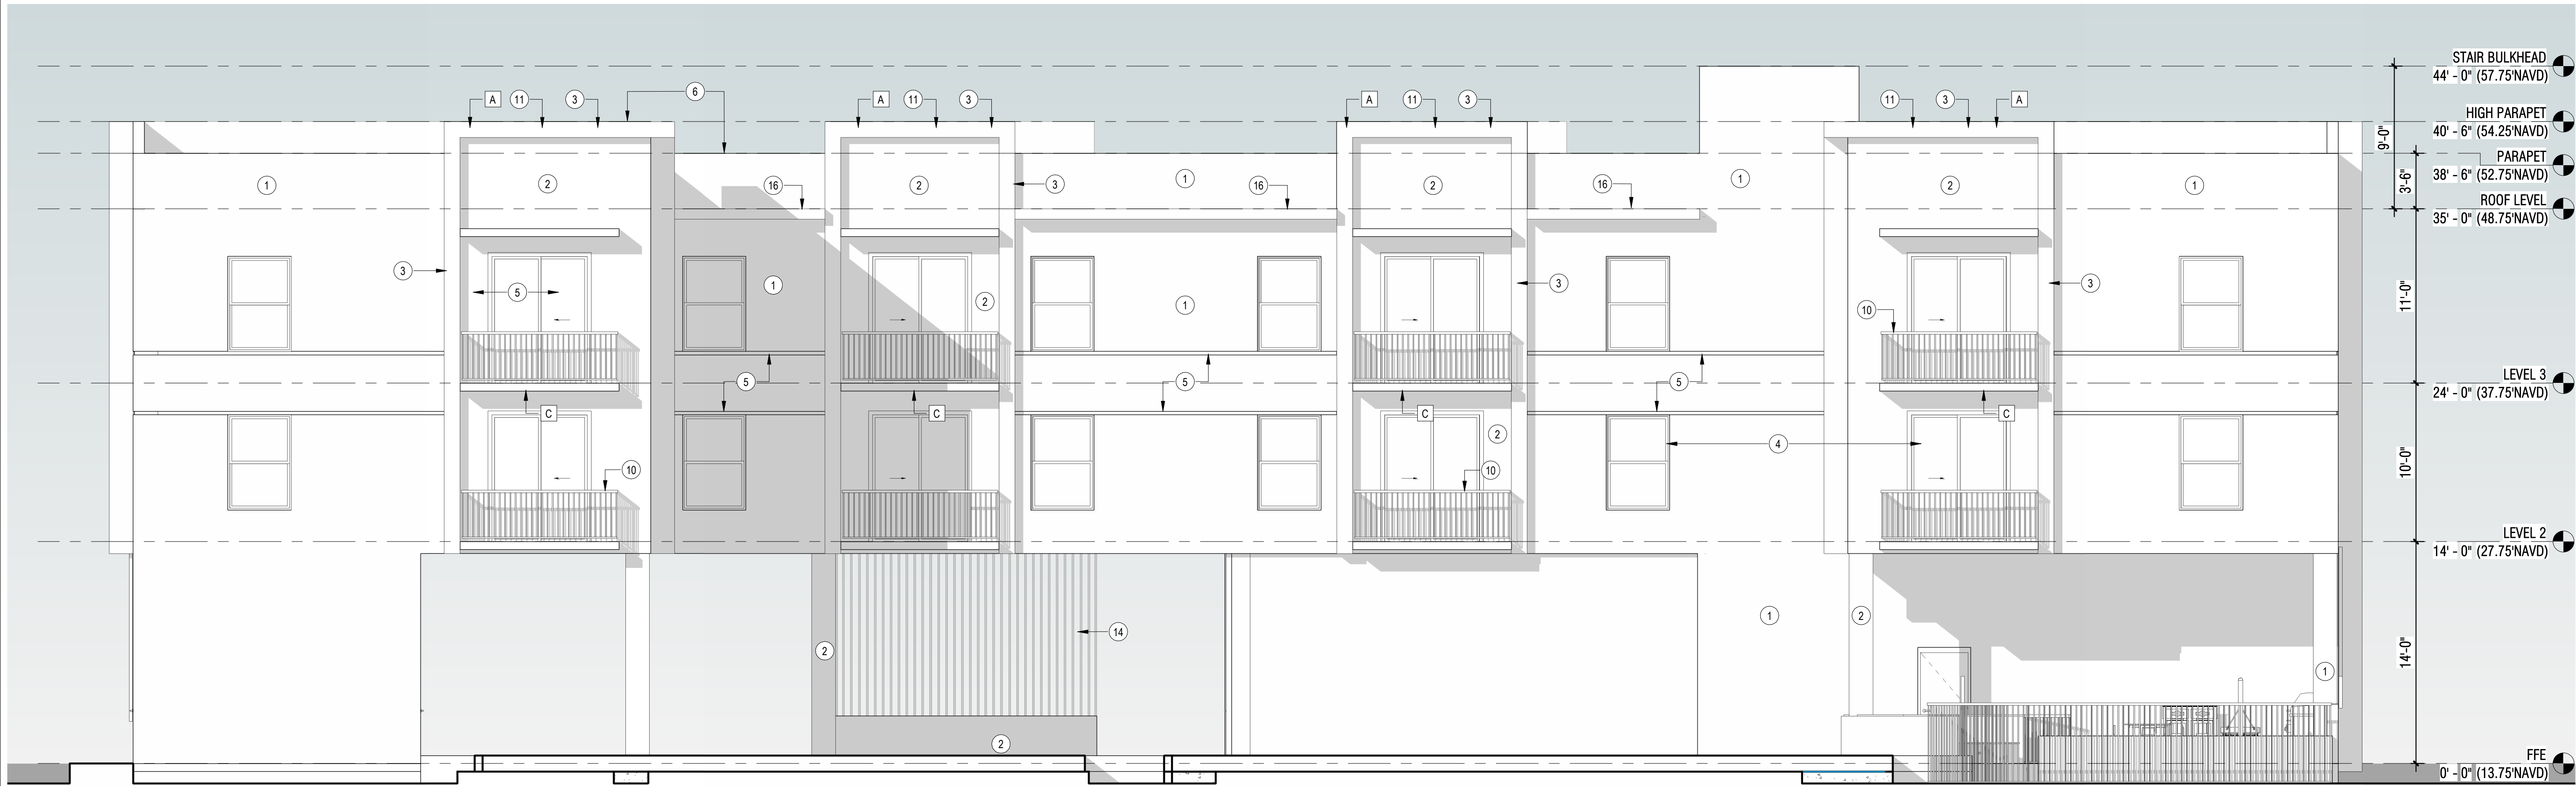 STAIR BULKHEAD
44' - 0" (57.75'NAVD)
6
A 11 3 A 11 3 A 11 3 11 3 A
HIGH PARAPET
40' - 6" (54.25'NAVD)
9'-0"
PARAPET
38' - 6" (52.75'NAVD)
3'-6"
1 2 16 2 3 1 16 2 16 1 2 1
ROOF LEVEL
35' - 0" (48.75'NAVD)
3 5 1 2 1 3 10 3
11'-0"
LEVEL 3
24' - 0" (37.75'NAVD)
5 5 5
C C C C
10'-0"
2 4
10 10
LEVEL 2
14' - 0" (27.75'NAVD)
14'-0"
2 14 1 2 1
2
FFE
0' - 0" (13.75'NAVD)